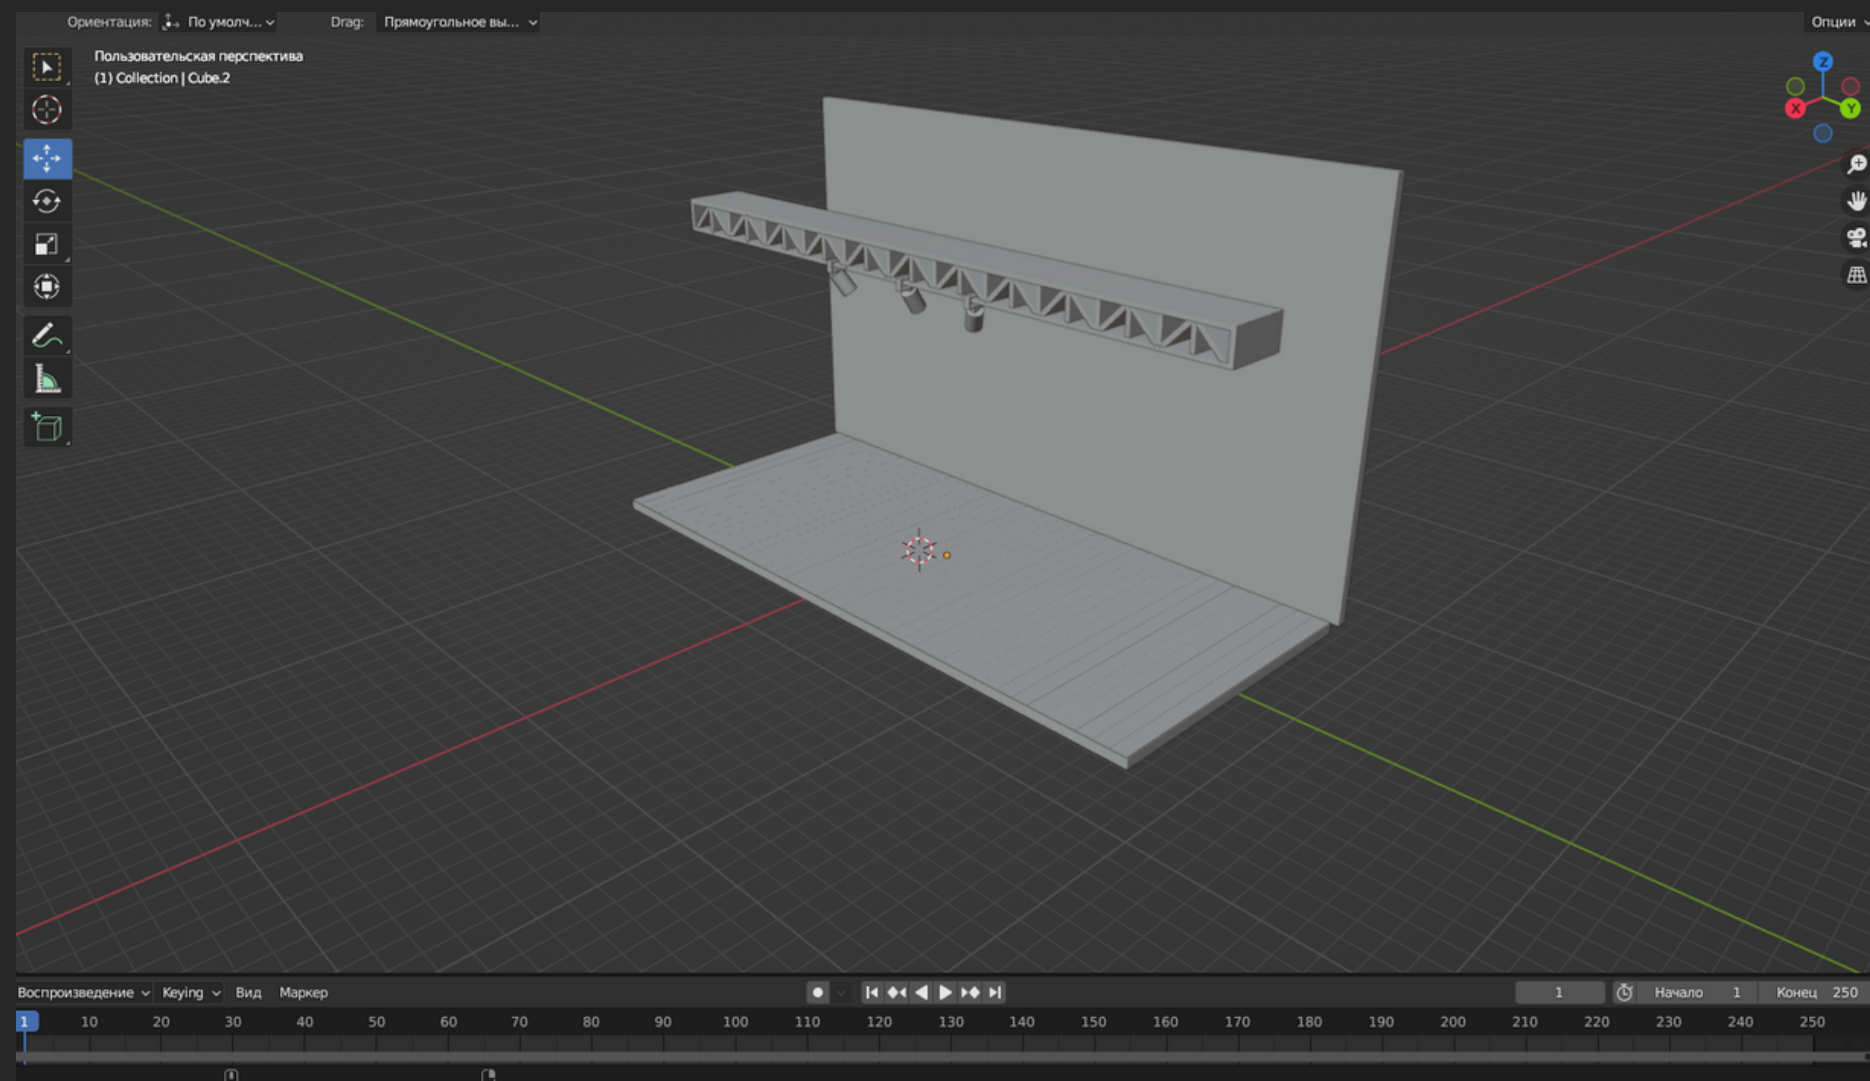 Ориентация: По умолч... Drag: Прямоугольное вы... Опции
Пользовательская перспектива
(1) Collection | Cube.2
Z
X Y
Воспроизведение Keying Вид Маркер 1 Начало 1 Конец 250
1 10 20 30 40 50 60 70 80 90 100 110 120 130 140 150 160 170 180 190 200 210 220 230 240 250